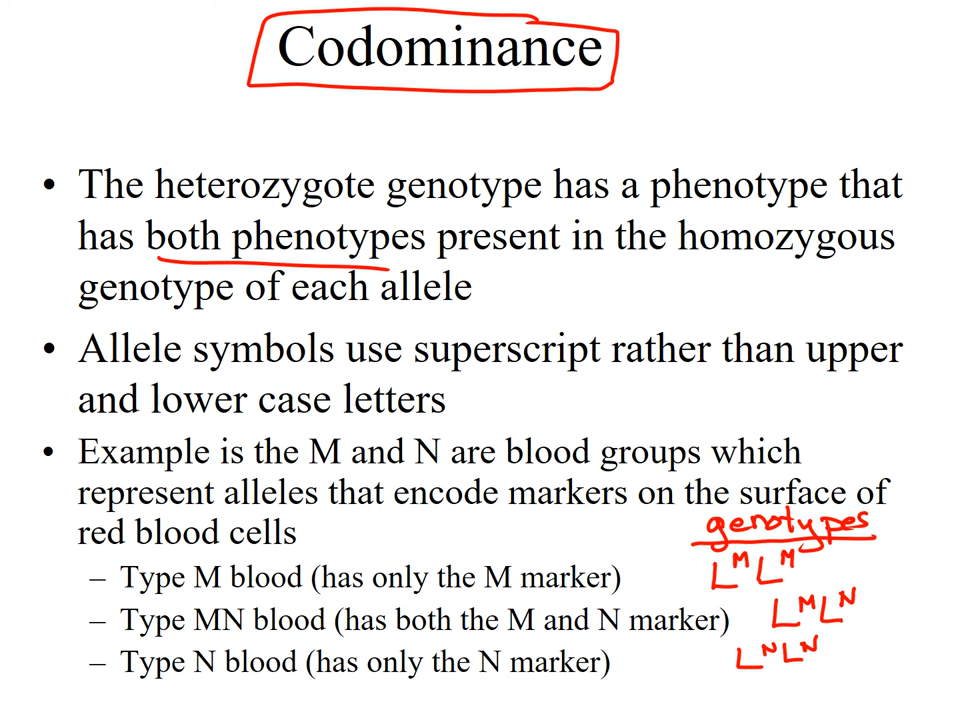 Codominance
• The heterozygote genotype has a phenotype that
has both phenotypes present in the homozygous
genotype of each allele
• Allele symbols use superscript rather than upper
and lower case letters
• Example is the M and N are blood groups which
represent alleles that encode markers on the surface of
red blood cells
genotypes
– Type M blood (has only the M marker) L^M L^M
– Type MN blood (has both the M and N marker) L^M L^N
– Type N blood (has only the N marker) L^N L^N